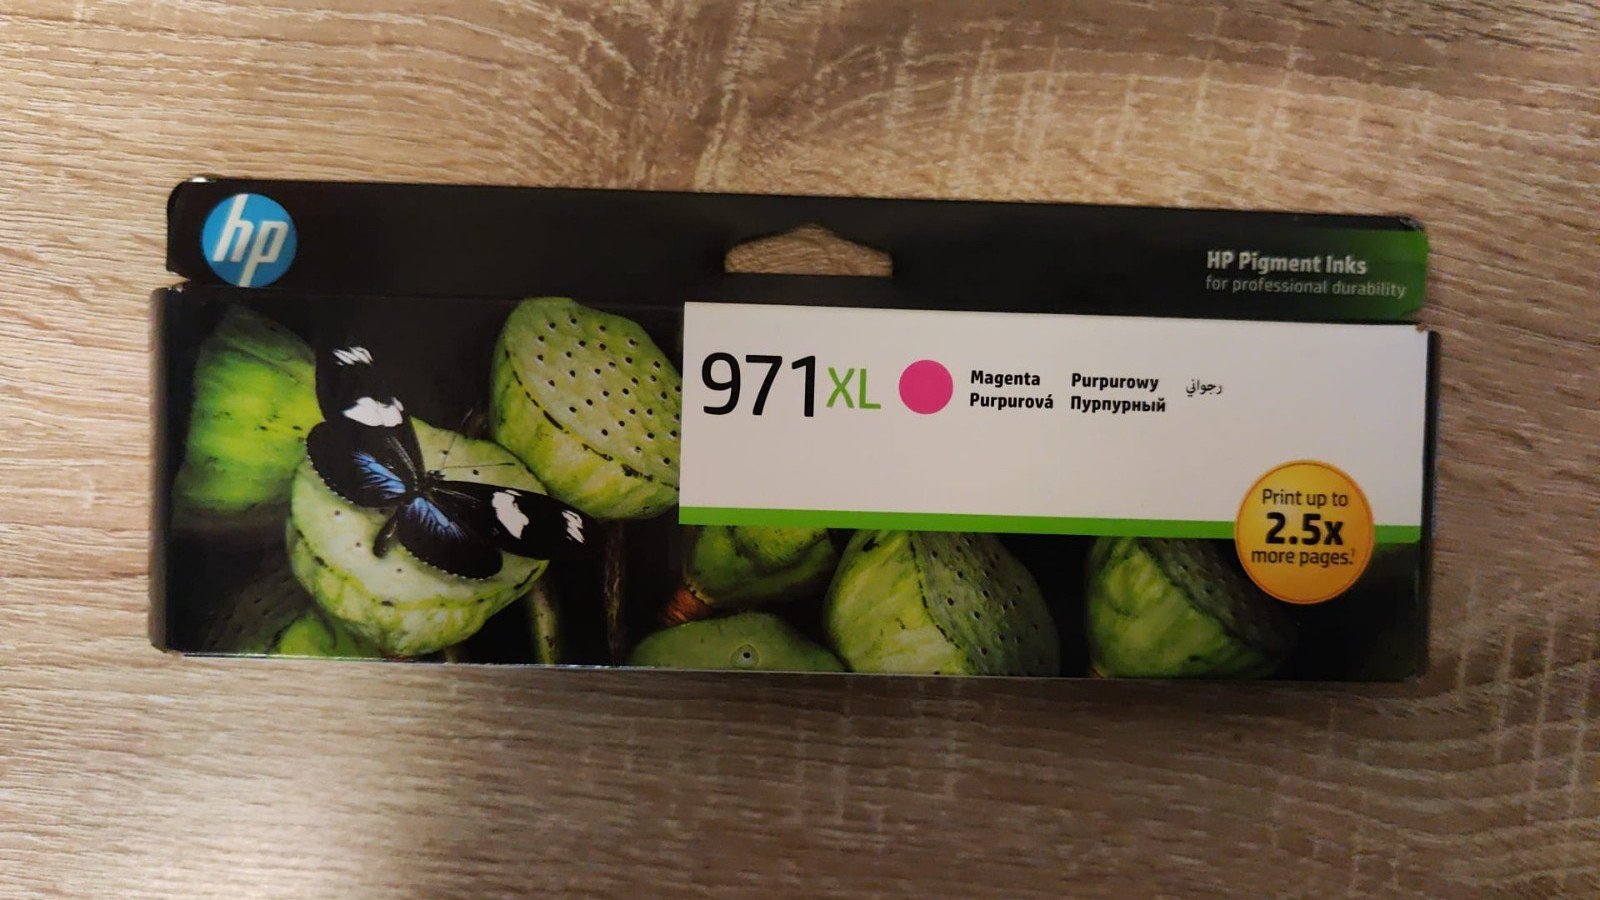 hp
HP Pigment Inks
for professional durability
971XL
Magenta Purpurowy رجواني
Purpurová Пурпурный
Print up to
2.5x
more pages.¹